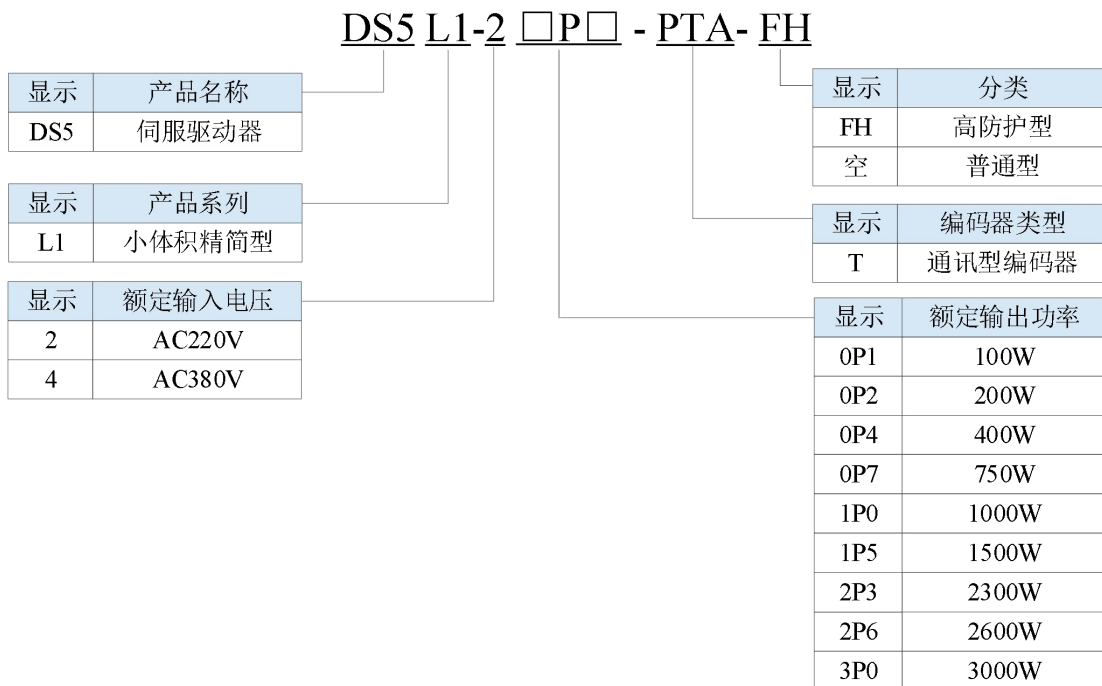 DS5 L1-2 □P□ - PTA- FH
显示 产品名称
DS5 伺服驱动器
显示 产品系列
L1 小体积精简型
显示 额定输入电压
2 AC220V
4 AC380V
显示 分类
FH 高防护型
空 普通型
显示 编码器类型
T 通讯型编码器
显示 额定输出功率
0P1 100W
0P2 200W
0P4 400W
0P7 750W
1P0 1000W
1P5 1500W
2P3 2300W
2P6 2600W
3P0 3000W